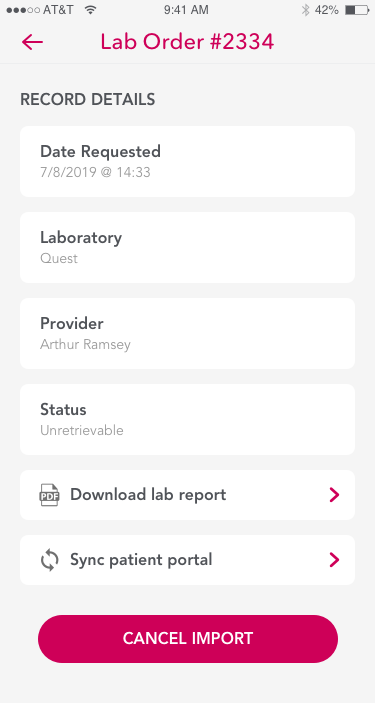 AT&T 9:41 AM 42%
Lab Order #2334
RECORD DETAILS
Date Requested
7/8/2019 @ 14:33
Laboratory
Quest
Provider
Arthur Ramsey
Status
Unretrievable
PDF Download lab report
Sync patient portal
CANCEL IMPORT